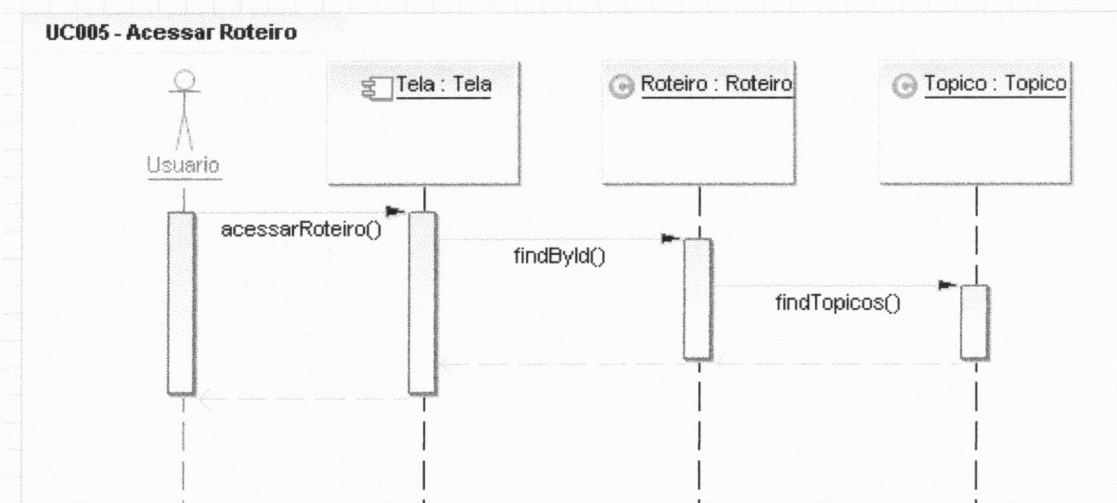 UC005 - Acessar Roteiro
Tela : Tela
Roteiro : Roteiro
Topico : Topico
Usuario
acessarRoteiro()
findById()
findTopicos()